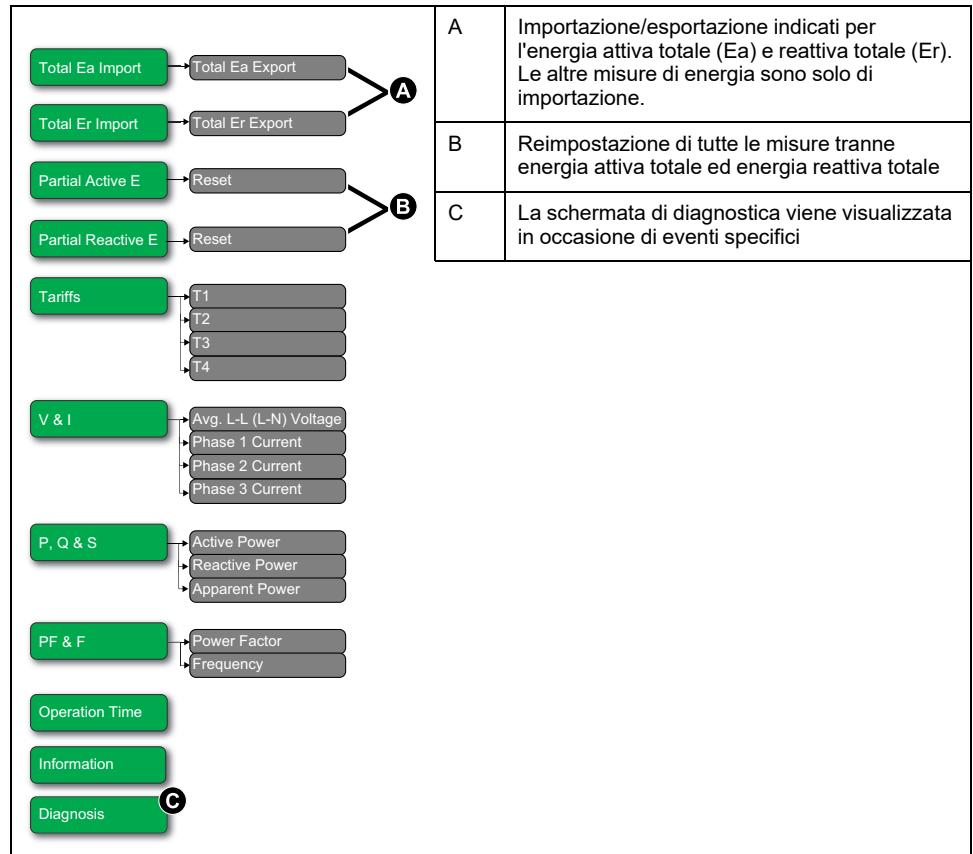 Total Ea Import
Total Ea Export
A
Total Er Import
Total Er Export
Partial Active E
Reset
B
Partial Reactive E
Reset
Tariffs
T1
T2
T3
T4
V & I
Avg. L-L (L-N) Voltage
Phase 1 Current
Phase 2 Current
Phase 3 Current
P, Q & S
Active Power
Reactive Power
Apparent Power
PF & F
Power Factor
Frequency
Operation Time
Information
Diagnosis
C
A
Importazione/esportazione indicati per
l'energia attiva totale (Ea) e reattiva totale (Er).
Le altre misure di energia sono solo di
importazione.
B
Reimpostazione di tutte le misure tranne
energia attiva totale ed energia reattiva totale
C
La schermata di diagnostica viene visualizzata
in occasione di eventi specifici